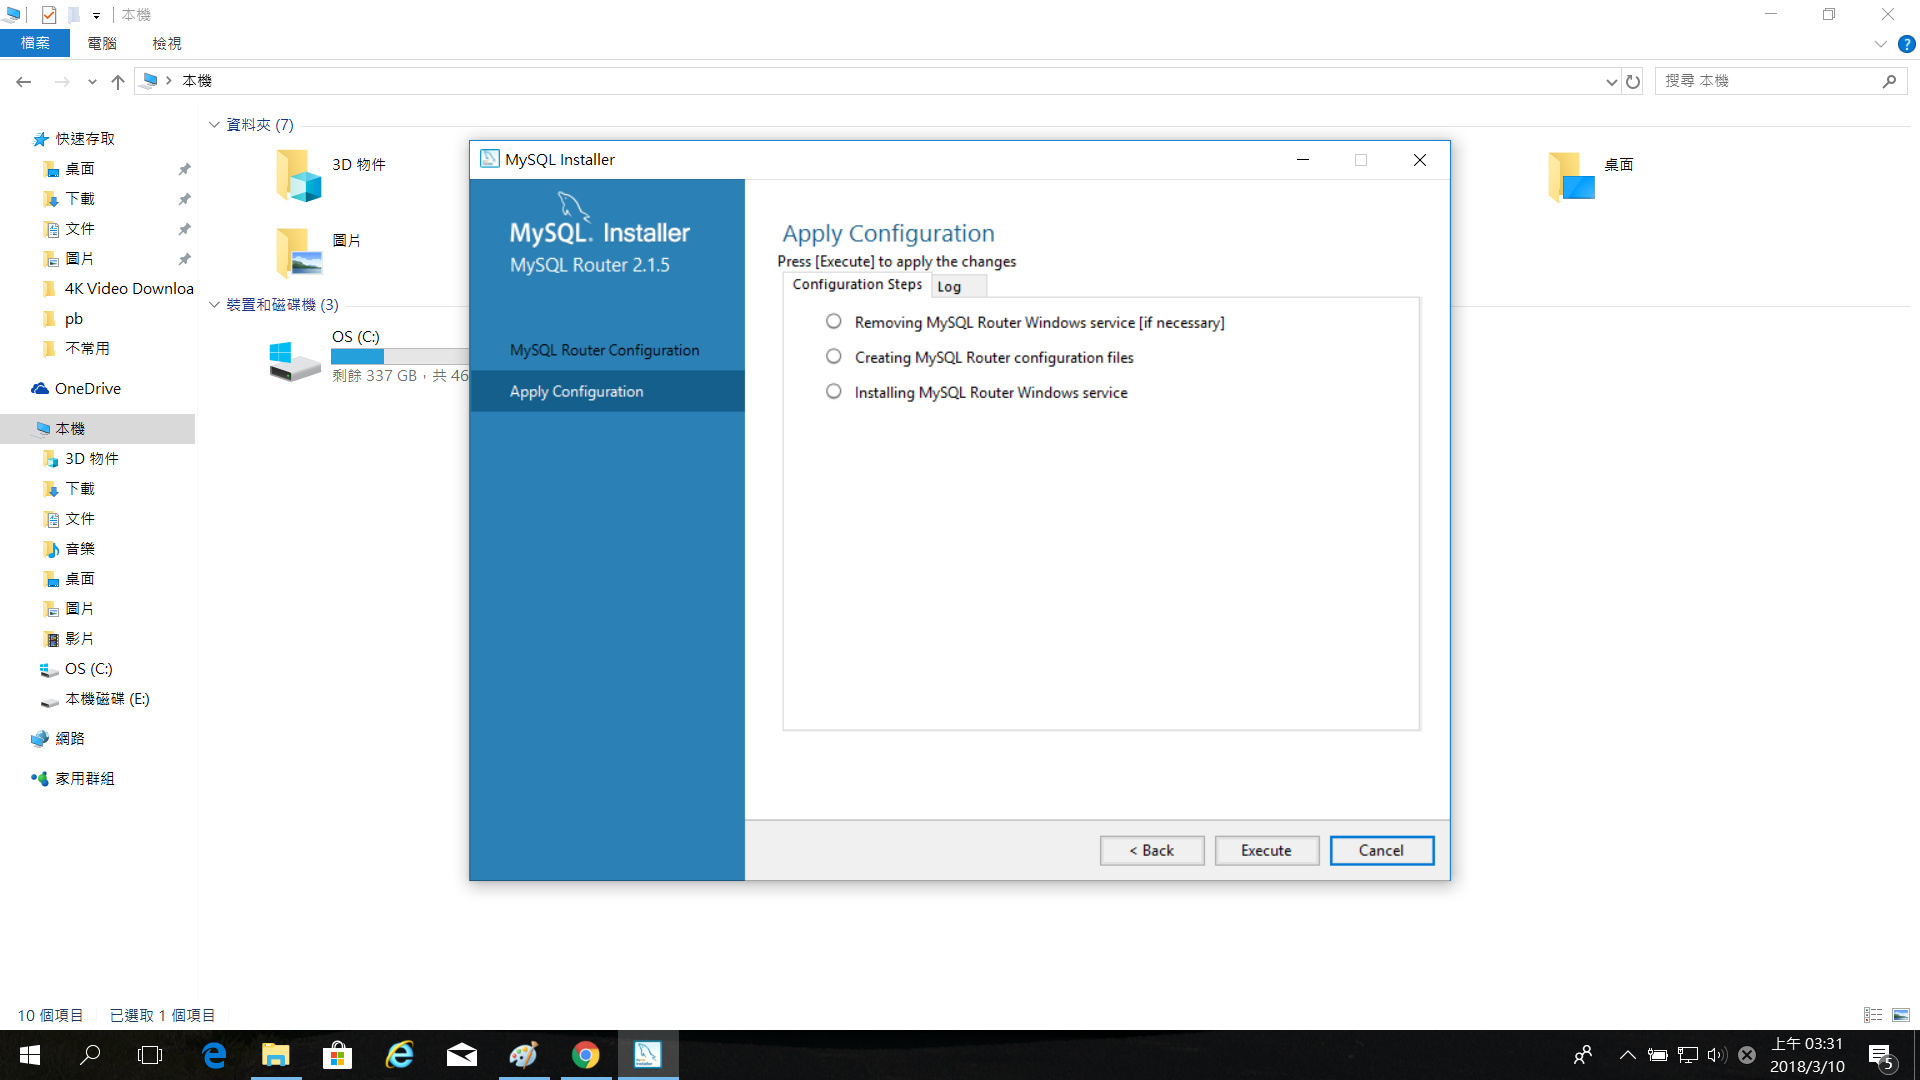 本機
檔案
電腦
檢視
本機
搜尋 本機
快速存取
桌面
下載
文件
圖片
4K Video Downloa
pb
不常用
OneDrive
本機
3D 物件
下載
文件
音樂
桌面
圖片
影片
OS (C:)
本機磁碟 (E:)
網路
家用群組
資料夾 (7)
3D 物件
圖片
桌面
裝置和磁碟機 (3)
OS (C:)
剩餘 337 GB，共 46
MySQL Installer
MySQL. Installer
MySQL Router 2.1.5
MySQL Router Configuration
Apply Configuration
Apply Configuration
Press [Execute] to apply the changes
Configuration Steps
Log
Removing MySQL Router Windows service [if necessary]
Creating MySQL Router configuration files
Installing MySQL Router Windows service
< Back
Execute
Cancel
10 個項目
已選取 1 個項目
上午 03:31
2018/3/10
5